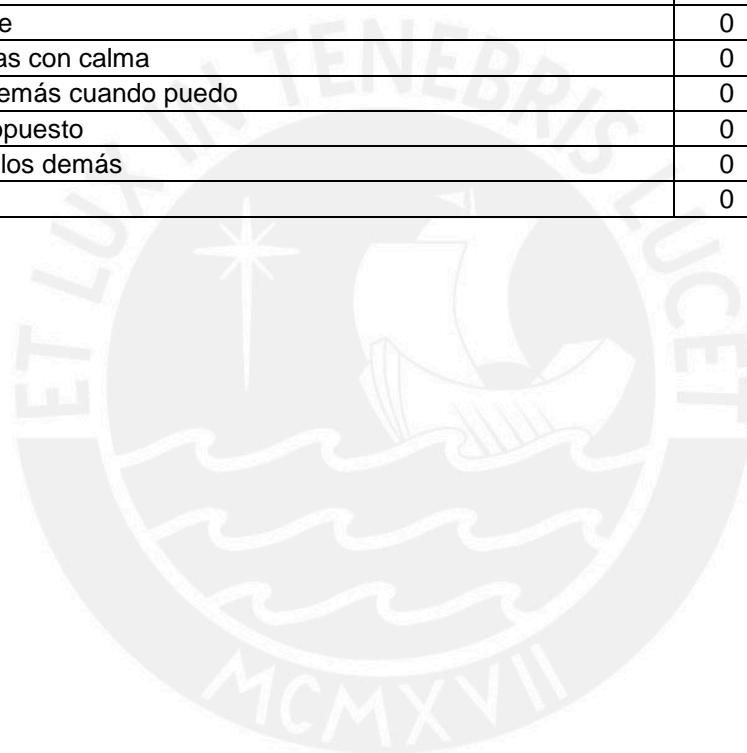 e 0
as con calma 0
emás cuando puedo 0
opuesto 0
los demás 0
0
ET LUX IN TENEBRIS LUCET
MCMXVII